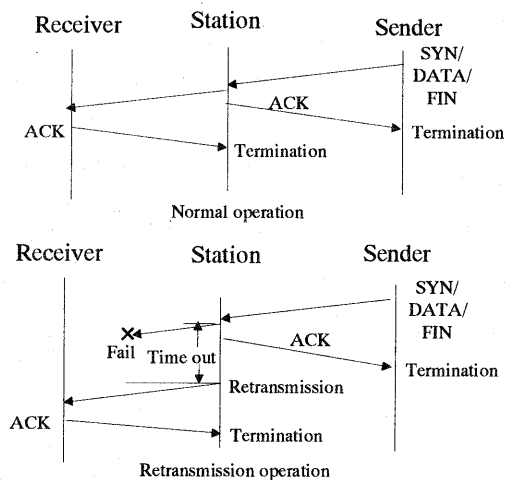 Receiver Station Sender
SYN/
DATA/
FIN
ACK
ACK Termination
Termination
Normal operation
Receiver Station Sender
SYN/
DATA/
FIN
ACK
Fail Time out
Termination
Retransmission
ACK
Termination
Retransmission operation